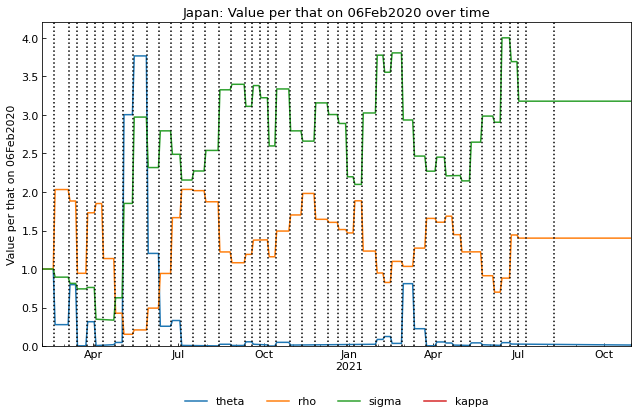 Japan: Value per that on 06Feb2020 over time
Value per that on 06Feb2020
4.0
3.5
3.0
2.5
2.0
1.5
1.0
0.5
0.0
Apr Jul Oct Jan Apr Jul Oct
2021
theta rho sigma kappa